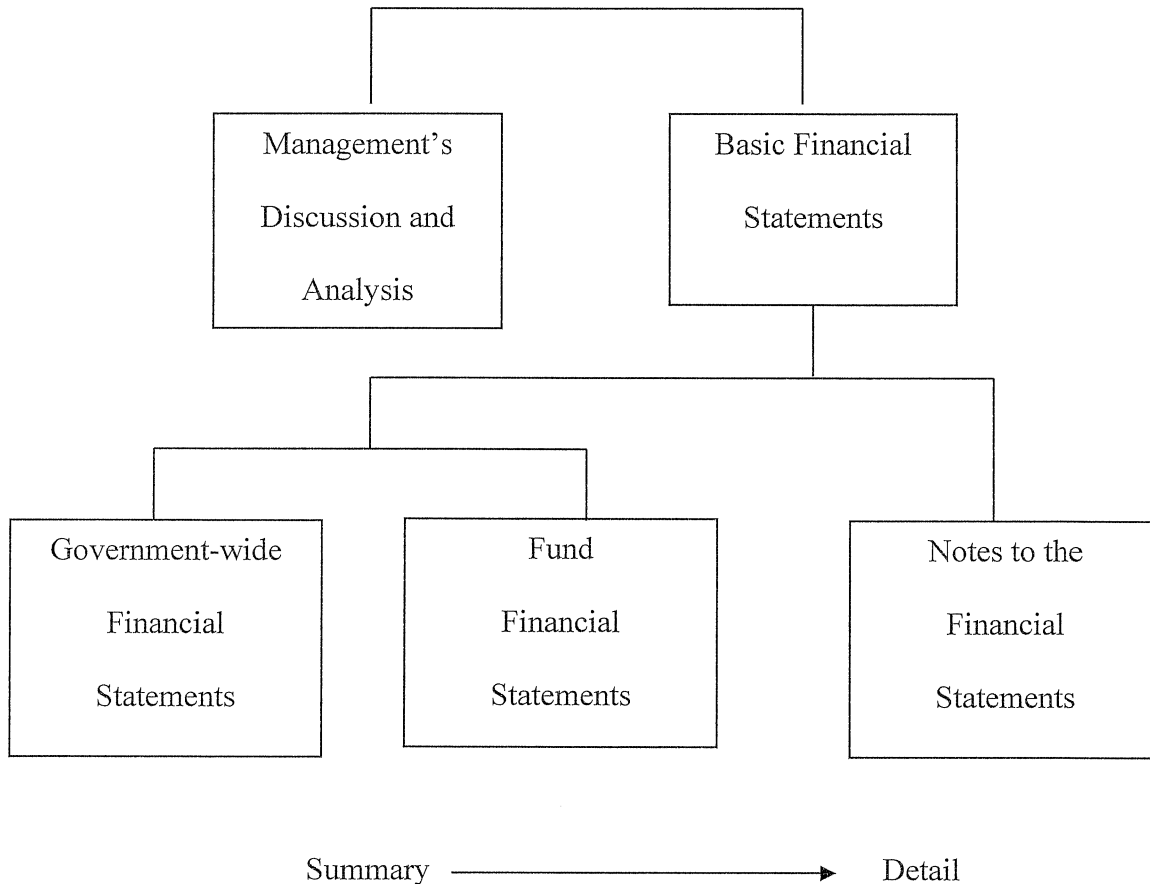 Management’s
Discussion and
Analysis
Basic Financial
Statements
Government-wide
Financial
Statements
Fund
Financial
Statements
Notes to the
Financial
Statements
Summary
Detail